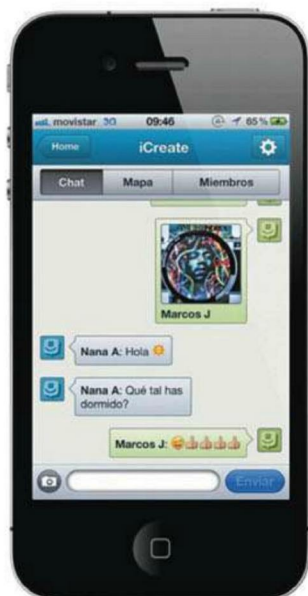 movistar 3G 09:46 65 %
Home iCreate
Chat Mapa Miembros
Marcos J
Nana A: Hola
Nana A: Qué tal has
dormido?
Marcos J:
Enviar